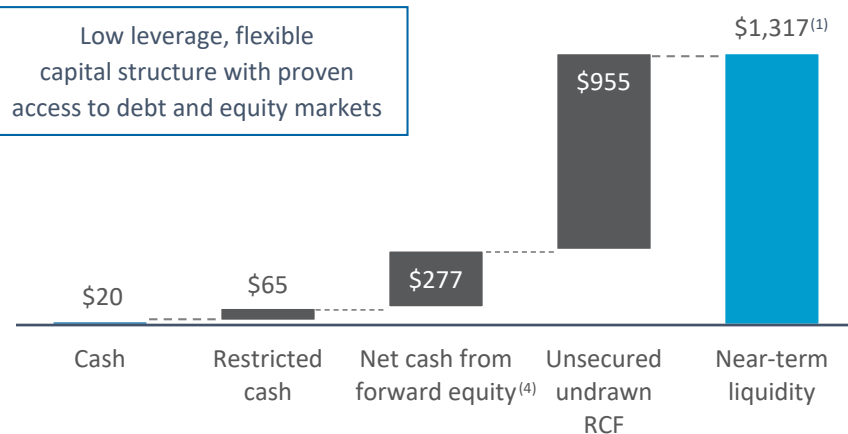 Low leverage, flexible
capital structure with proven
access to debt and equity markets
$20
$65
$277
$955
$1,317(1)
Cash
Restricted
cash
Net cash from
forward equity(4)
Unsecured
undrawn
RCF
Near-term
liquidity